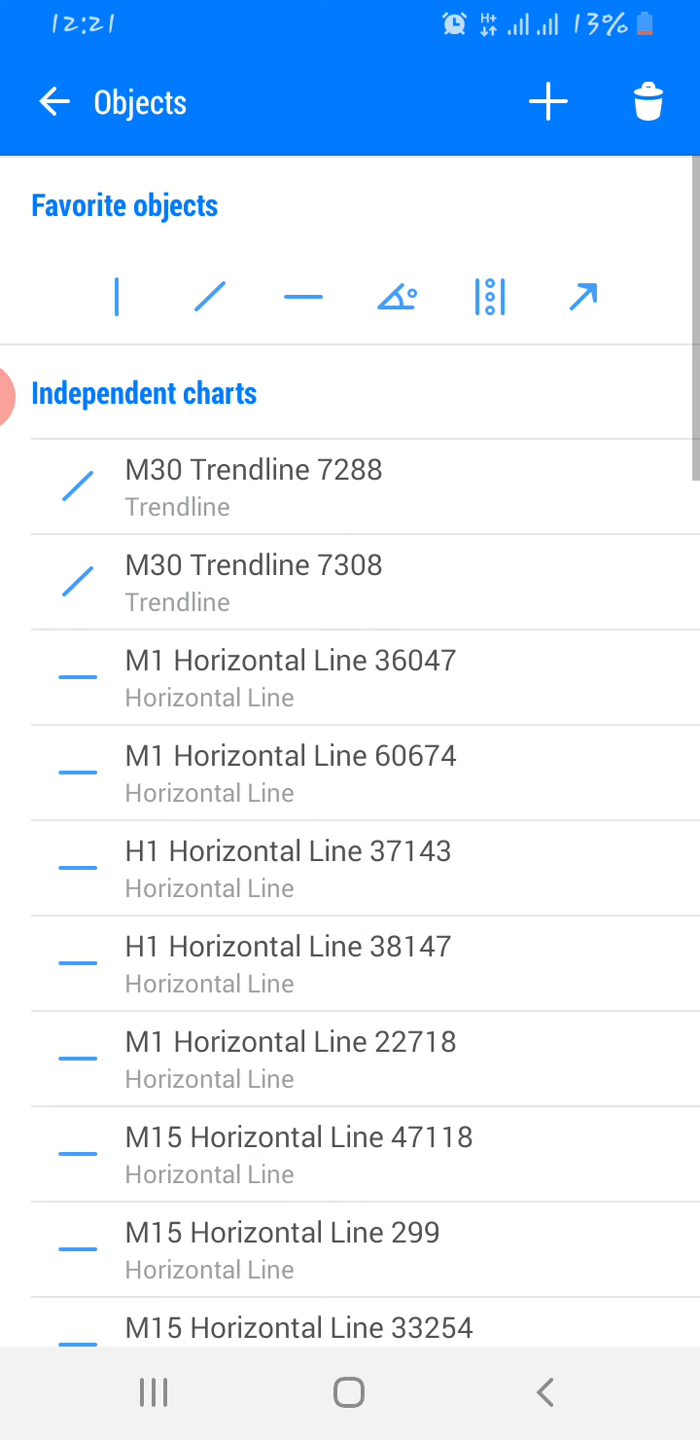 12:21 H+ 13%
Objects
Favorite objects
Independent charts
M30 Trendline 7288
Trendline
M30 Trendline 7308
Trendline
M1 Horizontal Line 36047
Horizontal Line
M1 Horizontal Line 60674
Horizontal Line
H1 Horizontal Line 37143
Horizontal Line
H1 Horizontal Line 38147
Horizontal Line
M1 Horizontal Line 22718
Horizontal Line
M15 Horizontal Line 47118
Horizontal Line
M15 Horizontal Line 299
Horizontal Line
M15 Horizontal Line 33254